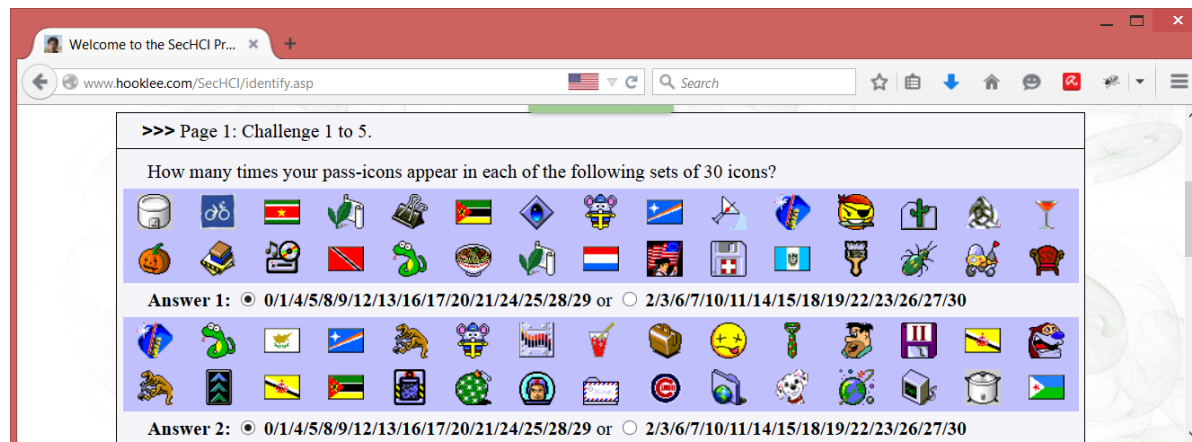 Welcome to the SecHCI Pr...
www.hooklee.com/SecHCI/identify.asp
Search
>>> Page 1: Challenge 1 to 5.
How many times your pass-icons appear in each of the following sets of 30 icons?
Answer 1: 0/1/4/5/8/9/12/13/16/17/20/21/24/25/28/29 or 2/3/6/7/10/11/14/15/18/19/22/23/26/27/30
II
CUBS
Answer 2: 0/1/4/5/8/9/12/13/16/17/20/21/24/25/28/29 or 2/3/6/7/10/11/14/15/18/19/22/23/26/27/30